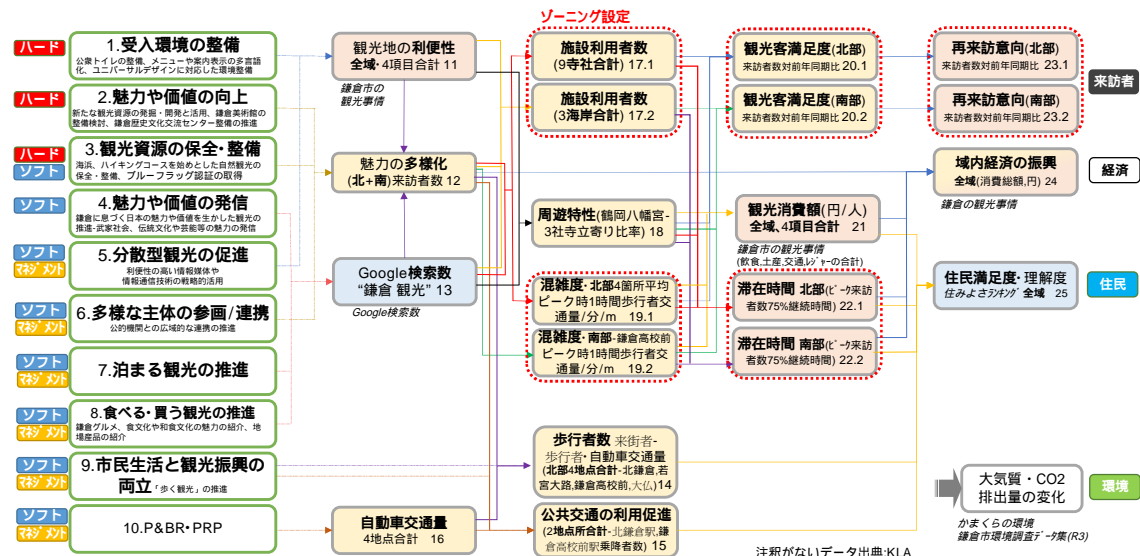 ゾーニング設定
ハード
1.受入環境の整備
公衆トイレの整備、メニューや案内表示の多言語
化、ユニバーサルデザインに対応した環境整備
ハード
2.魅力や価値の向上
新たな観光資源の発掘・開発と活用、鎌倉美術館の
整備検討、鎌倉歴史文化交流センター整備の推進
ハード
ソフト
3.観光資源の保全・整備
海浜、ハイキングコースを始めとした自然観光の
保全・整備、ブルーフラッグ認証の取得
ソフト
4.魅力や価値の発信
鎌倉に息づく日本の魅力や価値を生かした観光の
推進-武家社会、伝統文化や芸能等の魅力の発信
ソフト
マネジメント
5.分散型観光の促進
利便性の高い情報媒体や
情報通信技術の戦略的活用
ソフト
マネジメント
6.多様な主体の参画/連携
公的機関との広域的な連携の推進
ソフト
マネジメント
7.泊まる観光の推進
ソフト
マネジメント
8.食べる・買う観光の推進
鎌倉グルメ、食文化や和食文化の魅力の紹介、地
場産品の紹介
ソフト
マネジメント
9.市民生活と観光振興の
両立「歩く観光」の推進
ソフト
マネジメント
10.P&BR・PRP
観光地の利便性
全域・4項目合計 11
鎌倉市の
観光事情
魅力の多様化
(北+南)来訪者数 12
Google検索数
“鎌倉 観光” 13
Google検索数
自動車交通量
4地点合計 16
施設利用者数
(9寺社合計) 17.1
施設利用者数
(3海岸合計) 17.2
周遊特性(鶴岡八幡宮-
3社寺立寄り比率) 18
混雑度・北部4箇所平均
ピーク時1時間歩行者交
通量/分/m 19.1
混雑度・南部-鎌倉高校前
ピーク時1時間歩行者交
通量/分/m 19.2
歩行者数 来街者-
歩行者・自動車交通量
(北部4地点合計-北鎌倉,若
宮大路,鎌倉高校前,大仏)14
公共交通の利用促進
(2地点所合計-北鎌倉駅,鎌
倉高校前駅乗降者数) 15
観光客満足度(北部)
来訪者数対前年同期比 20.1
観光客満足度(南部)
来訪者数対前年同期比 20.2
観光消費額(円/人)
全域、4項目合計 21
鎌倉市の観光事情
(飲食,土産,交通,ﾚｼﾞｬｰの合計)
滞在時間 北部(ﾋﾟｰｸ来訪
者数75%継続時間) 22.1
滞在時間 南部(ﾋﾟｰｸ来訪
者数75%継続時間) 22.2
再来訪意向(北部)
来訪者数対前年同期比 23.1
再来訪意向(南部)
来訪者数対前年同期比 23.2
来訪者
域内経済の振興
全域(消費総額,円) 24
鎌倉の観光事情
経済
住民満足度・理解度
住みよさﾗﾝｷﾝｸﾞ 全域 25
住民
大気質・CO2
排出量の変化
環境
かまくらの環境
鎌倉市環境調査ﾃﾞｰﾀ集(R3)
注釈がないデータ出典:KLA